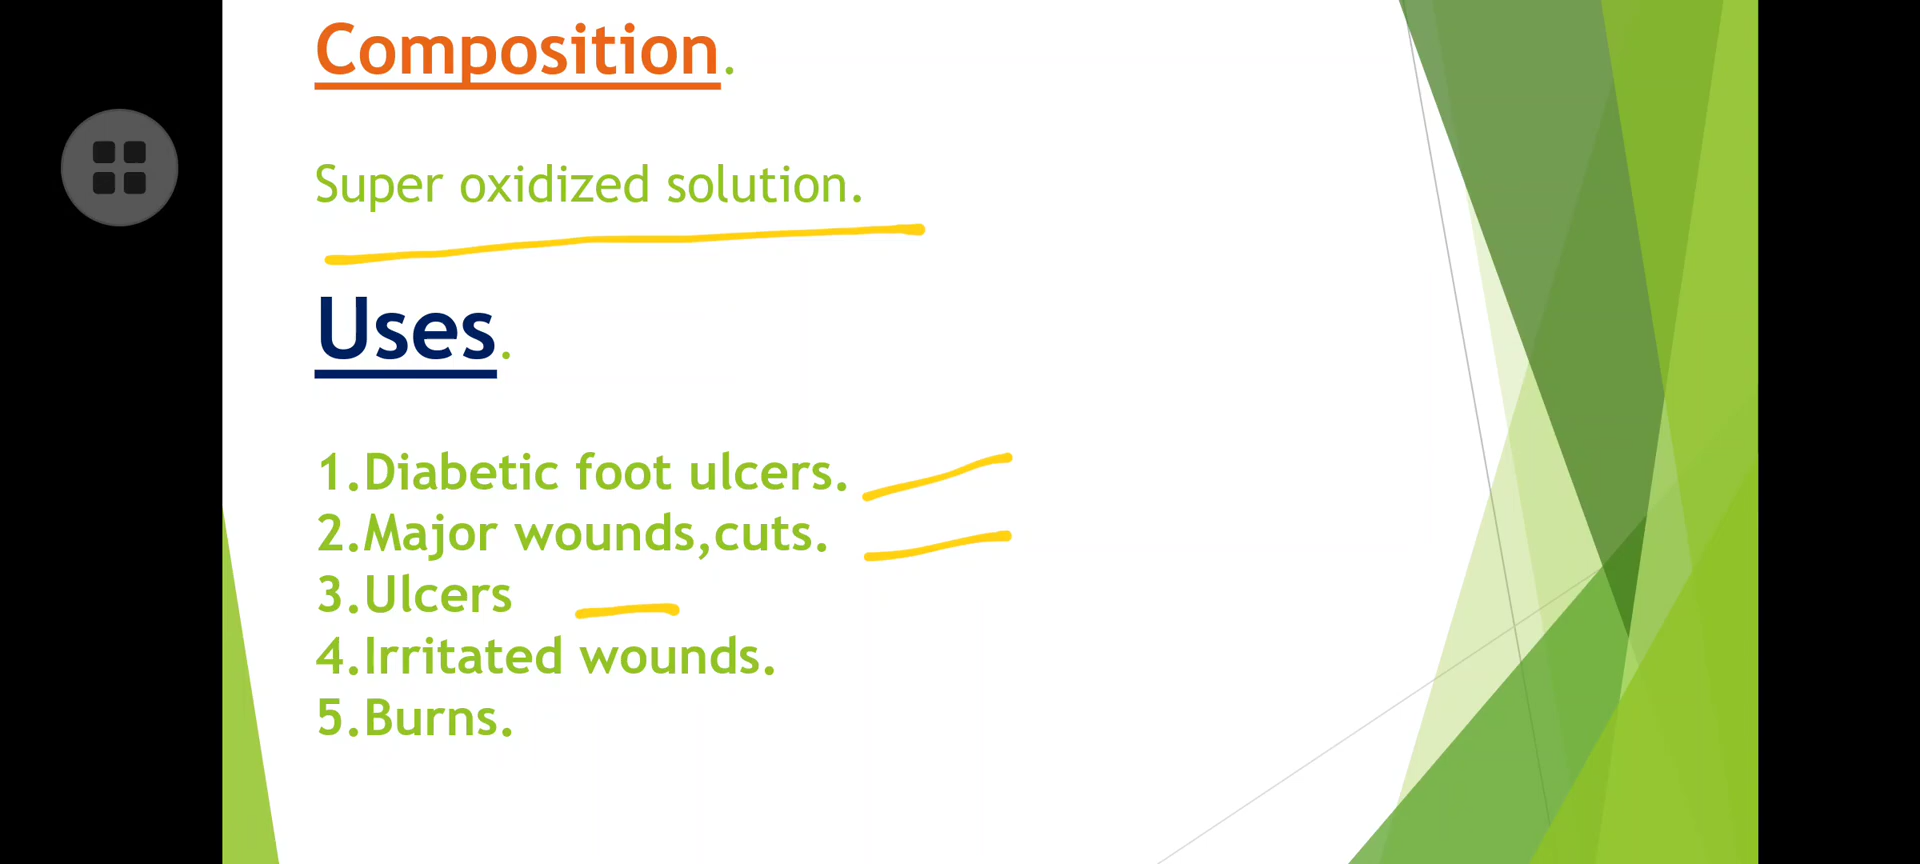 Composition.
Super oxidized solution.
Uses.
1.Diabetic foot ulcers.
2.Major wounds,cuts.
3.Ulcers
4.Irritated wounds.
5.Burns.